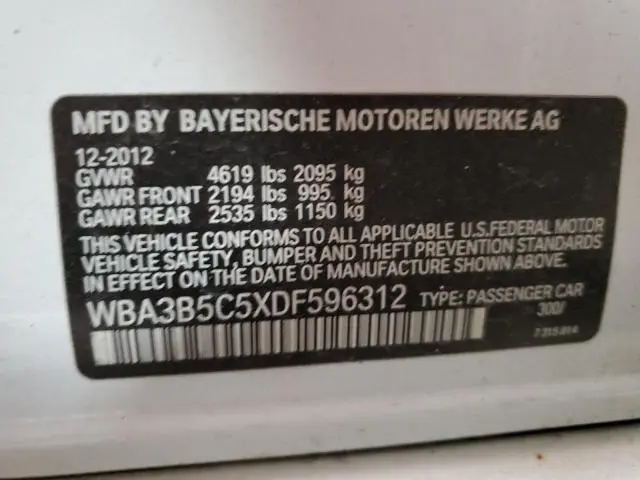 MFD BY BAYERISCHE MOTOREN WERKE AG
12-2012
GVWR 4619 lbs 2095 kg
GAWR FRONT 2194 lbs 995 kg
GAWR REAR 2535 lbs 1150 kg
THIS VEHICLE CONFORMS TO ALL APPLICABLE U.S.FEDERAL MOTOR
VEHICLE SAFETY, BUMPER AND THEFT PREVENTION STANDARDS
IN EFFECT ON THE DATE OF MANUFACTURE SHOWN ABOVE.
WBA3B5C5XDF596312 TYPE: PASSENGER CAR
300/